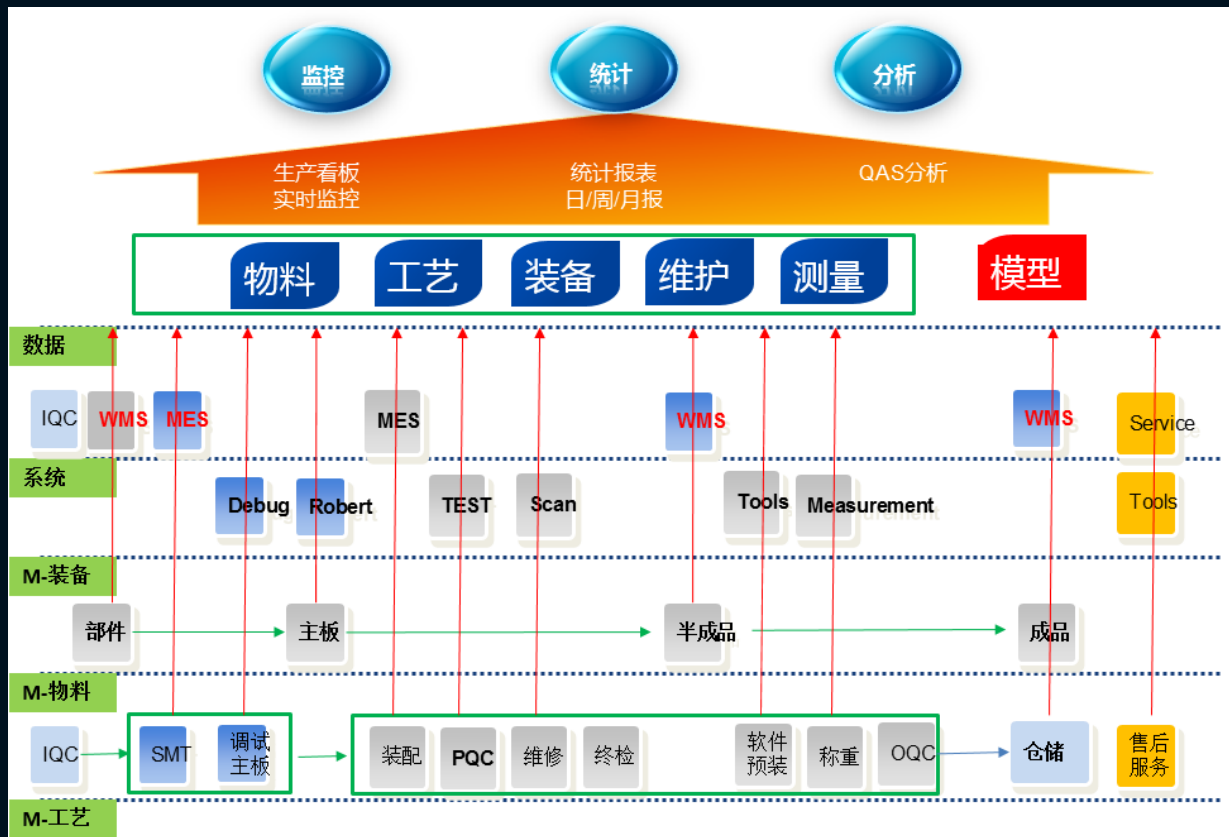 监控
统计
分析
生产看板
实时监控
统计报表
日/周/月报
QAS分析
物料
工艺
装备
维护
测量
模型
数据
IQC
WMS
MES
MES
WMS
WMS
Service
系统
Debug
Robert
TEST
Scan
Tools
Measurement
Tools
M-装备
部件
主板
半成品
成品
M-物料
IQC
SMT
调试
主板
装配
PQC
维修
终检
软件
预装
称重
OQC
仓储
售后
服务
M-工艺